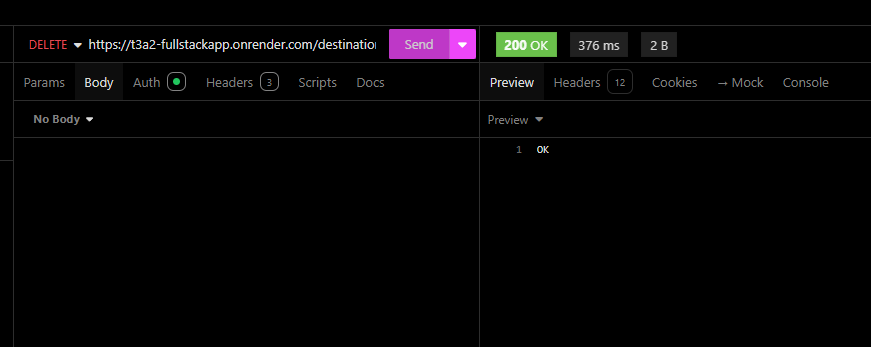 DELETE https://t3a2-fullstackapp.onrender.com/destination Send 200 OK 376 ms 2 B
Params Body Auth Headers 3 Scripts Docs Preview Headers 12 Cookies → Mock Console
No Body Preview
1 OK